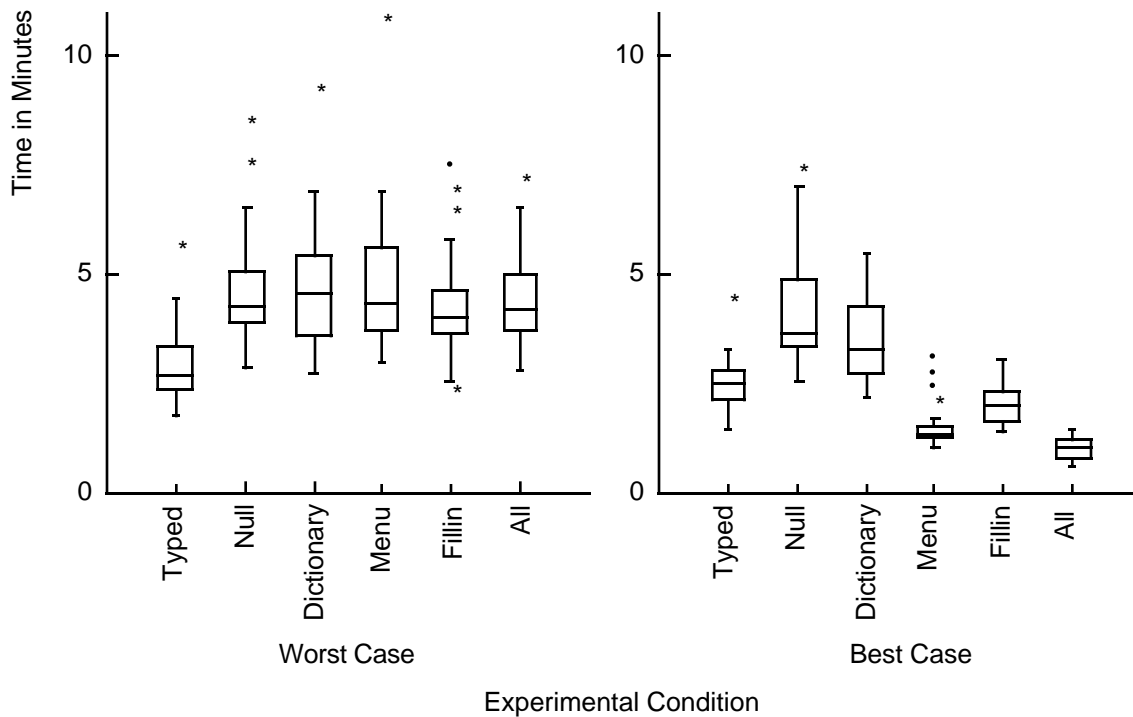 Time in Minutes
10
5
0
Typed
Null
Dictionary
Menu
Fillin
All
Worst Case
10
5
0
Typed
Null
Dictionary
Menu
Fillin
All
Best Case
Experimental Condition